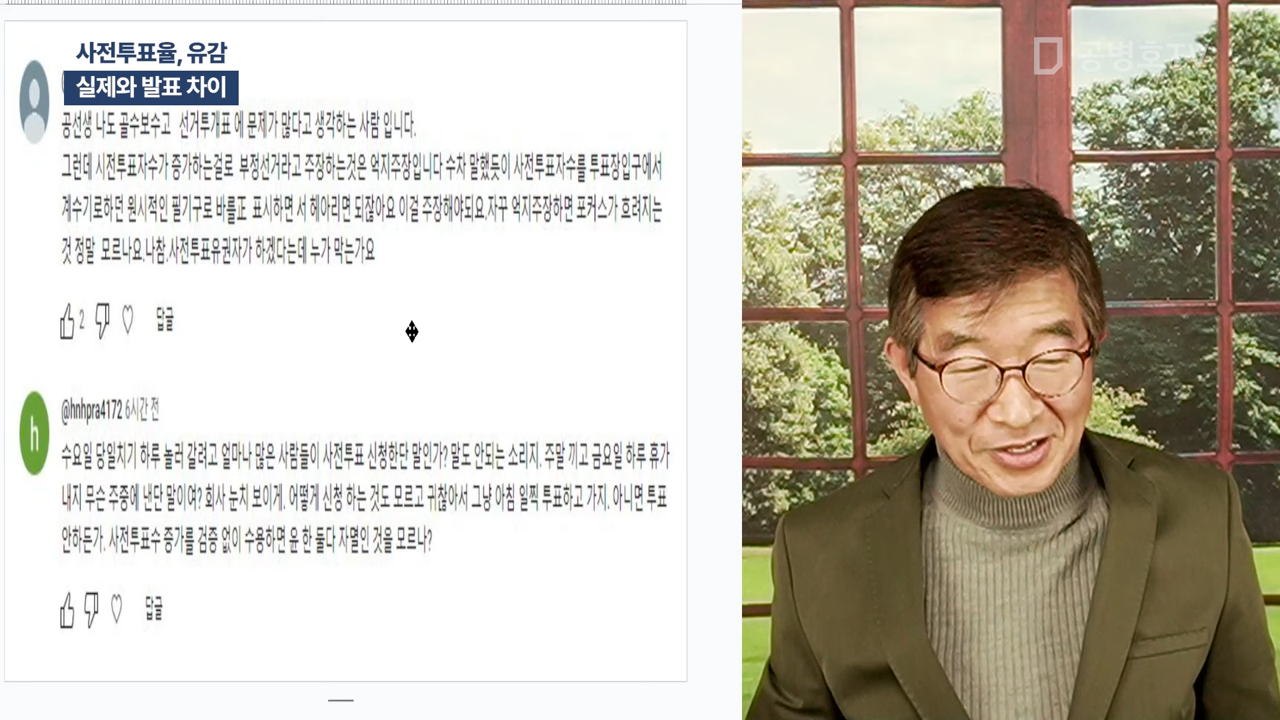 사전투표율, 유감
실제와 발표 차이
공병호TV
공선생 나도 골수보수고 선거투개표 에 문제가 많다고 생각하는 사람 입니다.
그런데 시전투표자수가 증가하는걸로 부정선거라고 주장하는것은 억지주장입니다 수차 말했듯이 사전투표자수를 투표장입구에서
계수기로하던 원시적인 필기구로 바를正 표시하면 서 헤아리면 되잖아요 이걸 주장해야되요.자꾸 억지주장하면 포커스가 흐려지는
것 정말 모르나요.나참.사전투표유권자가 하겠다는데 누가 막는가요
2 답글
@hnhpra4172 6시간 전
h
수요일 당일치기 하루 놀러 갈려고 얼마나 많은 사람들이 사전투표 신청한단 말인가? 말도 안되는 소리지. 주말 끼고 금요일 하루 휴가
내지 무슨 주중에 낸단 말이여? 회사 눈치 보이게. 어떻게 신청 하는 것도 모르고 귀찮아서 그냥 아침 일찍 투표하고 가지. 아니면 투표
안하든가. 사전투표수 증가를 검증 없이 수용하면 윤 한 둘다 자멸인 것을 모르나?
답글